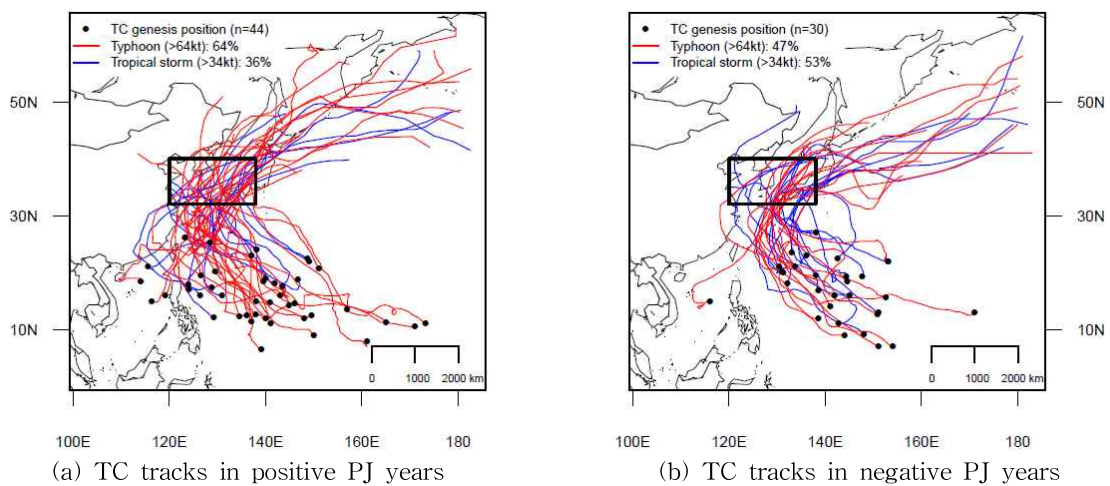 TC genesis position (n=44)
Typhoon (>64kt): 64%
Tropical storm (>34kt): 36%
50N
30N
10N
0 1000 2000 km
100E 120E 140E 160E 180
(a) TC tracks in positive PJ years
TC genesis position (n=30)
Typhoon (>64kt): 47%
Tropical storm (>34kt): 53%
50N
30N
10N
0 1000 2000 km
100E 120E 140E 160E 180
(b) TC tracks in negative PJ years